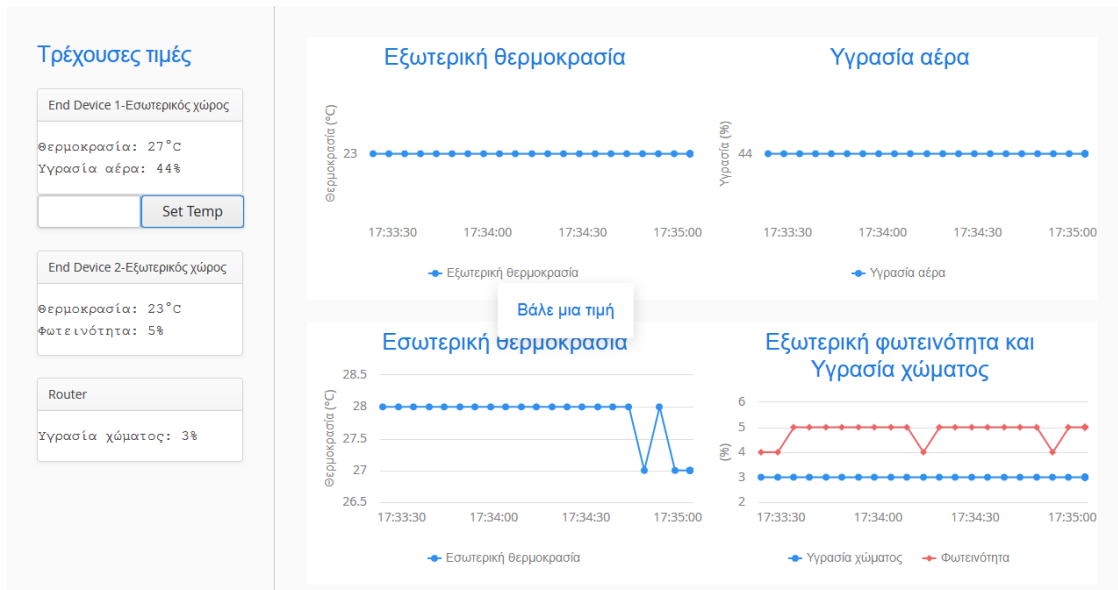 Τρέχουσες τιμές
End Device 1-Εσωτερικός χώρος
Θερμοκρασία: 27°C
Υγρασία αέρα: 44%
Set Temp
End Device 2-Εξωτερικός χώρος
Θερμοκρασία: 23°C
Φωτεινότητα: 5%
Router
Υγρασία χώματος: 3%
Εξωτερική θερμοκρασία
Θερμοκρασία (°C)
23
17:33:30 17:34:00 17:34:30 17:35:00
Εξωτερική θερμοκρασία
Υγρασία αέρα
Υγρασία (%)
44
17:33:30 17:34:00 17:34:30 17:35:00
Υγρασία αέρα
Βάλε μια τιμή
Εσωτερική θερμοκρασία
Θερμοκρασία (°C)
28.5
28
27.5
27
26.5
17:33:30 17:34:00 17:34:30 17:35:00
Εσωτερική θερμοκρασία
Εξωτερική φωτεινότητα και
Υγρασία χώματος
(%)
6
5
4
3
2
17:33:30 17:34:00 17:34:30 17:35:00
Υγρασία χώματος Φωτεινότητα